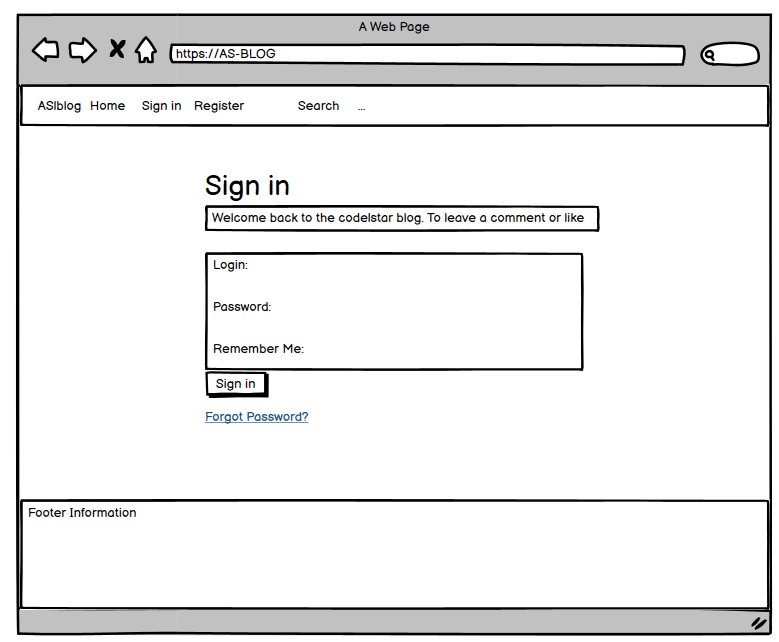 A Web Page
https://AS-BLOG
ASIblog Home Sign in Register Search ...
Sign in
Welcome back to the codelstar blog. To leave a comment or like
Login:
Password:
Remember Me:
Sign in
Forgot Password?
Footer Information